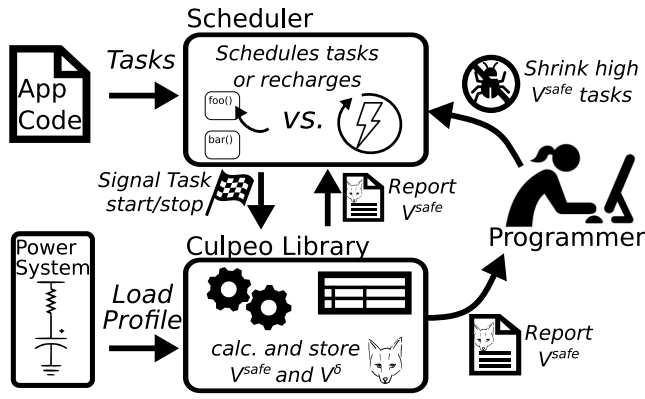 Scheduler
App
Code
Tasks
Schedules tasks
or recharges
foo()
vs.
bar()
Shrink high
V^safe tasks
Signal Task
start/stop
Report
V^safe
Programmer
Power
System
Load
Profile
Culpeo Library
calc. and store
V^safe and V^δ
Report
V^safe